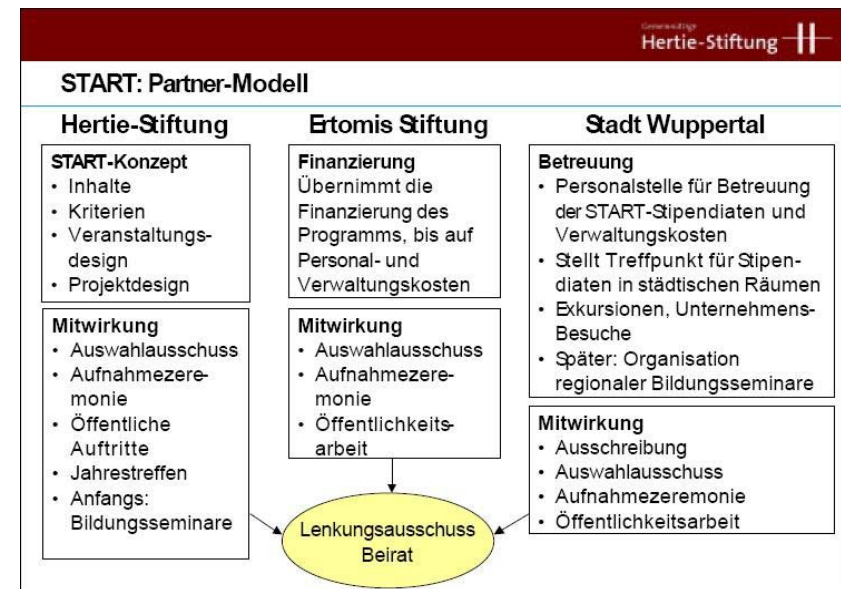 Gemeinnützige
Hertie-Stiftung
START: Partner-Modell
Hertie-Stiftung
START-Konzept
• Inhalte
• Kriterien
• Veranstaltungs-
design
• Projektdesign
Mitwirkung
• Auswahlausschuss
• Aufnahmezere-
monie
• Öffentliche
Auftritte
• Jahrestreffen
• Anfangs:
Bildungsseminare
Ertomis Stiftung
Finanzierung
Übernimmt die
Finanzierung des
Programms, bis auf
Personal- und
Verwaltungskosten
Mitwirkung
• Auswahlausschuss
• Aufnahmezere-
monie
• Öffentlichkeits-
arbeit
Stadt Wuppertal
Betreuung
• Personalstelle für Betreuung
der START-Stipendiaten und
Verwaltungskosten
• Stellt Treffpunkt für Stipen-
diaten in städtischen Räumen
• Exkursionen, Unternehmens-
Besuche
• Später: Organisation
regionaler Bildungsseminare
Mitwirkung
• Ausschreibung
• Auswahlausschuss
• Aufnahmezeremonie
• Öffentlichkeitsarbeit
Lenkungsausschuss
Beirat